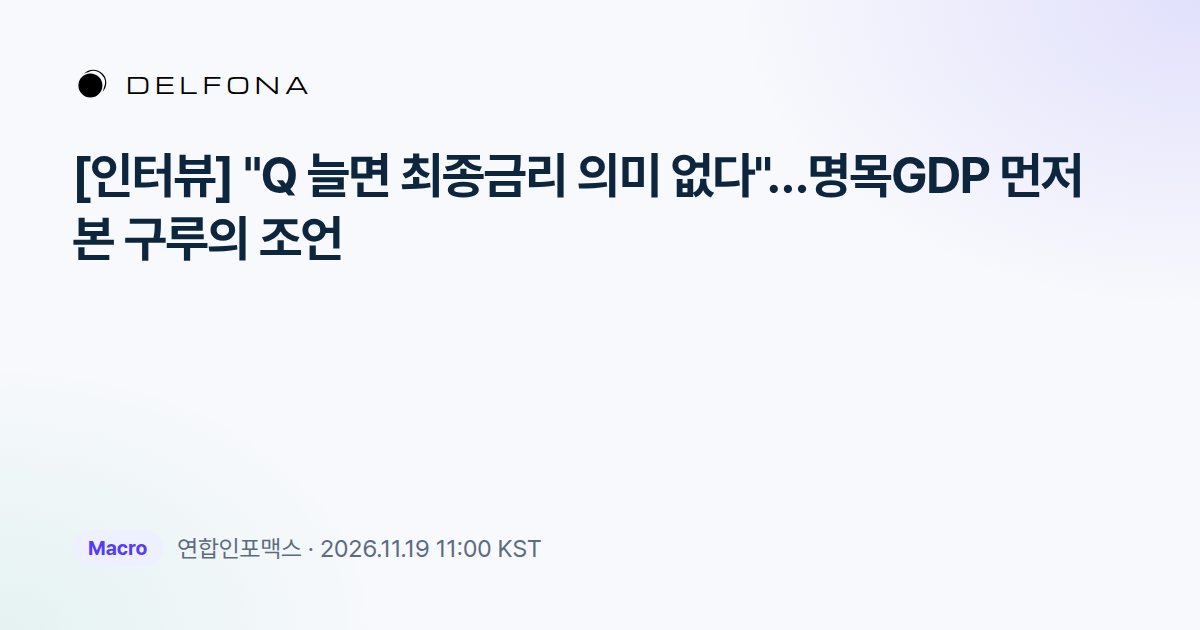 DELFONA
[인터뷰] "Q 늘면 최종금리 의미 없다"…명목GDP 먼저
본 구루의 조언
Macro 연합인포맥스 · 2026.11.19 11:00 KST